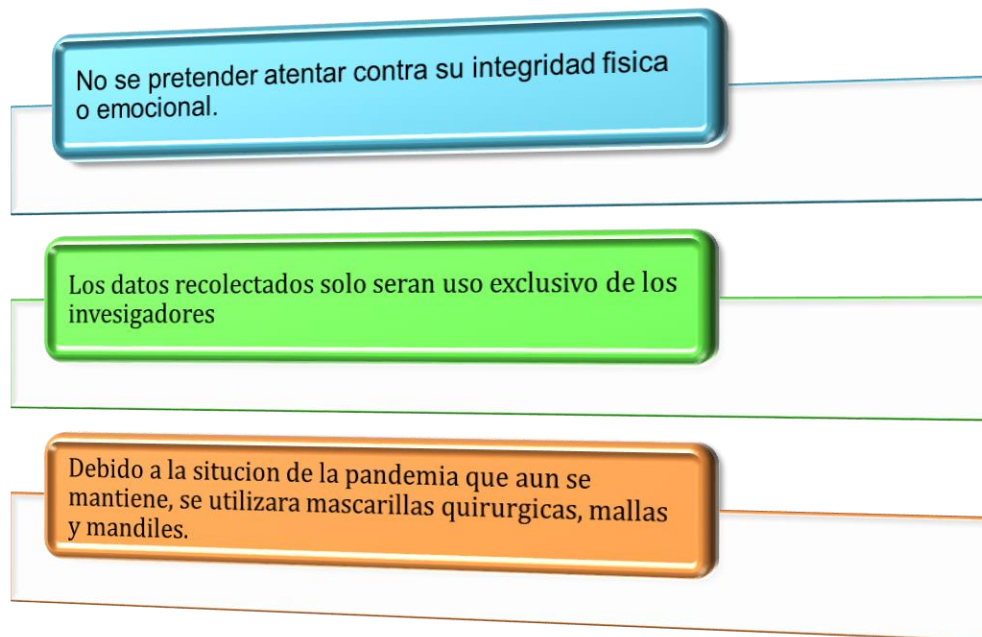 No se pretender atentar contra su integridad fisica
o emocional.
Los datos recolectados solo seran uso exclusivo de los
invesigadores
Debido a la situcion de la pandemia que aun se
mantiene, se utilizara mascarillas quirurgicas, mallas
y mandiles.